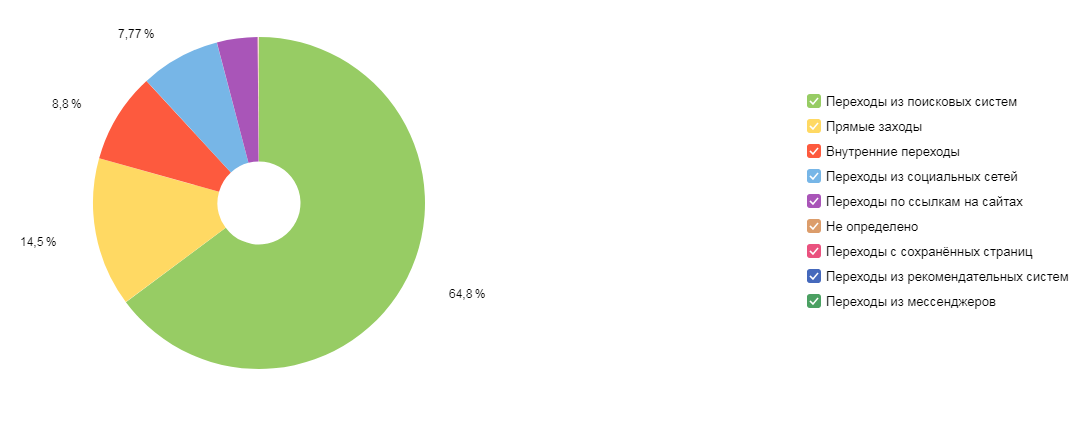 7,77 %
8,8 %
14,5 %
64,8 %
Переходы из поисковых систем
Прямые заходы
Внутренние переходы
Переходы из социальных сетей
Переходы по ссылкам на сайтах
Не определено
Переходы с сохранённых страниц
Переходы из рекомендательных систем
Переходы из мессенджеров